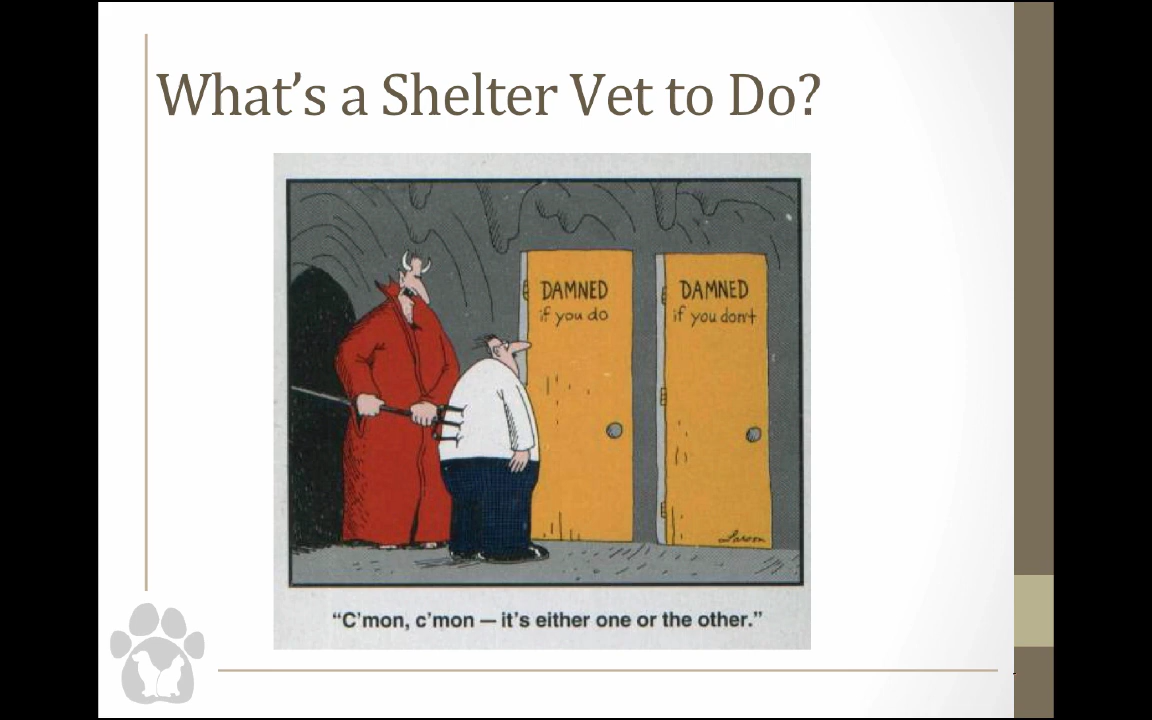 What’s a Shelter Vet to Do?
DAMNED
if you do
DAMNED
if you don't
Larson
“C’mon, c’mon — it’s either one or the other.”